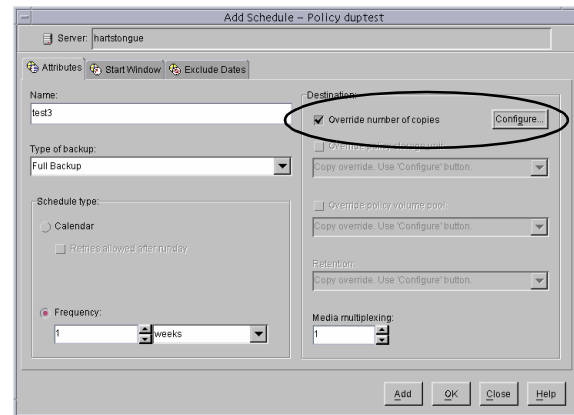 Add Schedule – Policy duptest
Server: hartstongue
Attributes
Start Window
Exclude Dates
Name:
test3
Type of backup:
Full Backup
Schedule type:
Calendar
Retries allowed after runday
Frequency:
1 weeks
Destination:
Override number of copies
Configure...
Override policy storage unit:
Copy override. Use 'Configure' button.
Override policy volume pool:
Copy override. Use 'Configure' button.
Retention:
Copy override. Use 'Configure' button.
Media multiplexing:
1
Add
OK
Close
Help